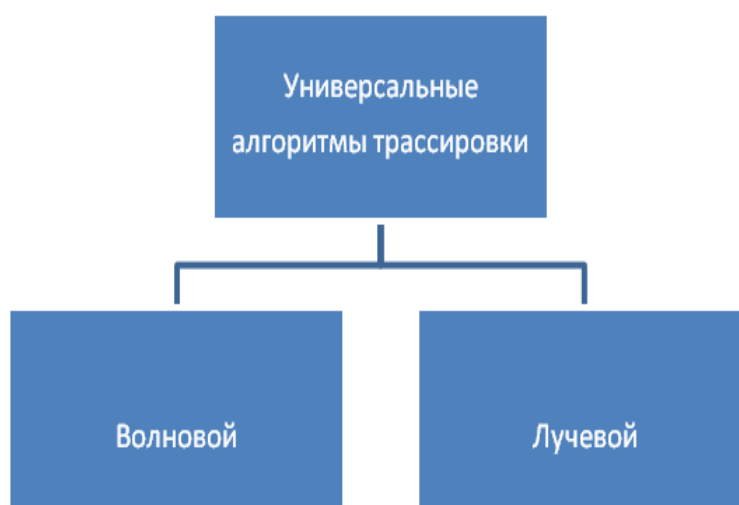 Универсальные
алгоритмы трассировки
Волновой
Лучевой